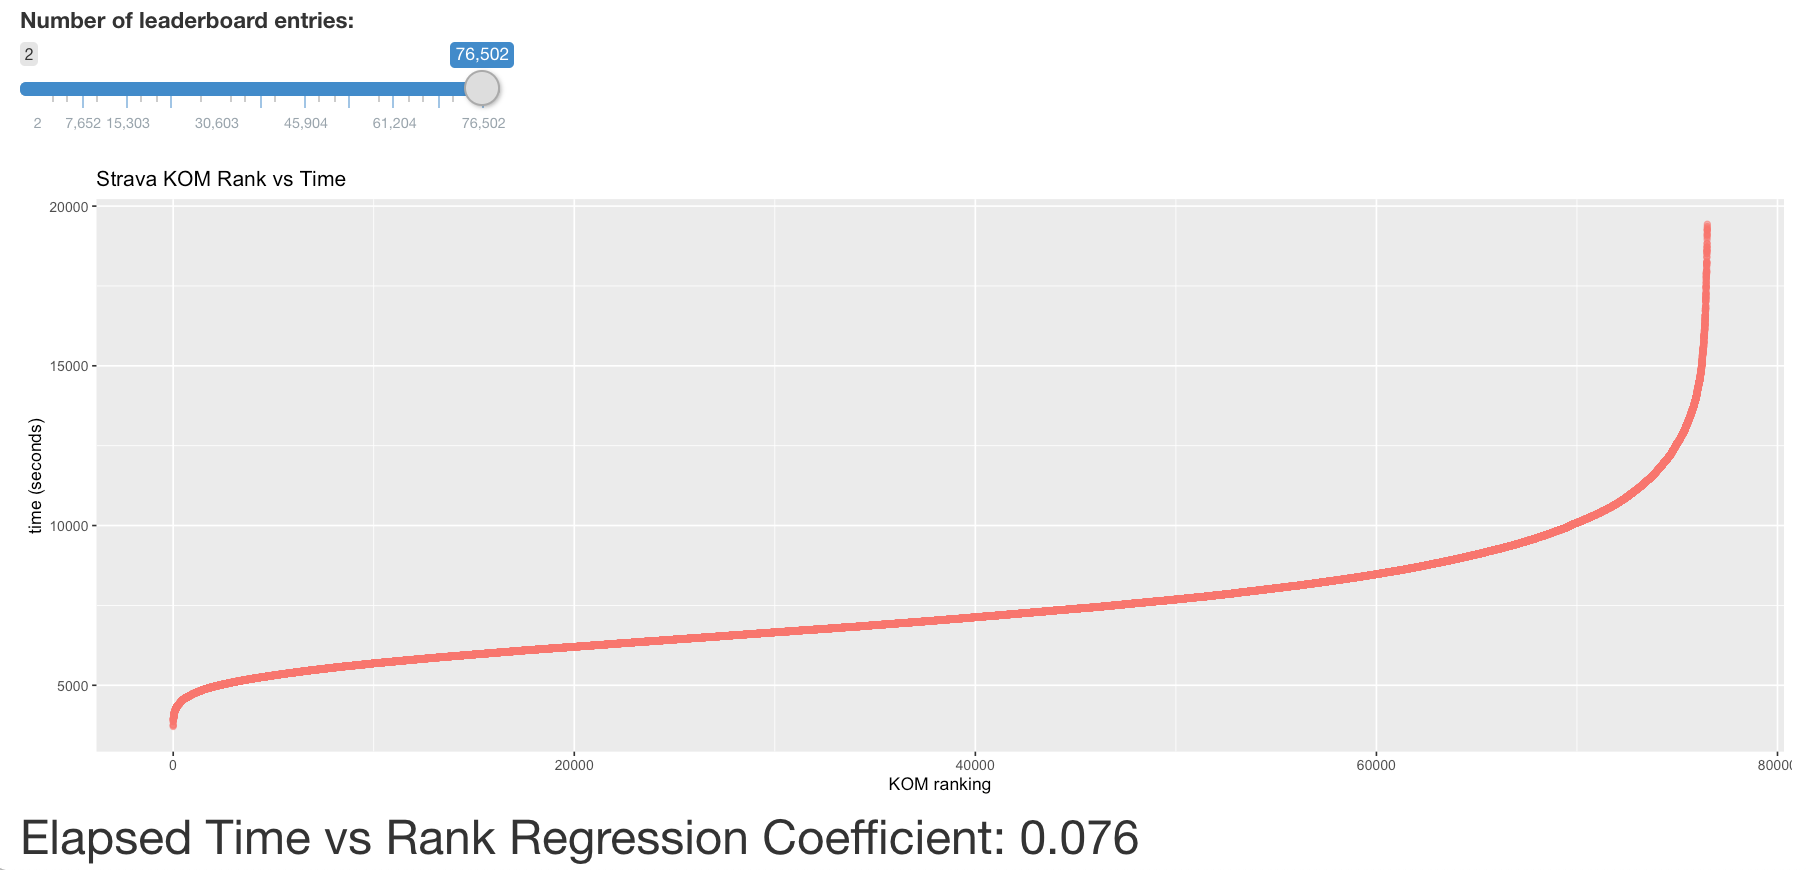 Number of leaderboard entries:
2 76,502
2 7,652 15,303 30,603 45,904 61,204 76,502
Strava KOM Rank vs Time
20000
15000
10000
5000
time (seconds)
0 20000 40000 60000 8000
KOM ranking
Elapsed Time vs Rank Regression Coefficient: 0.076